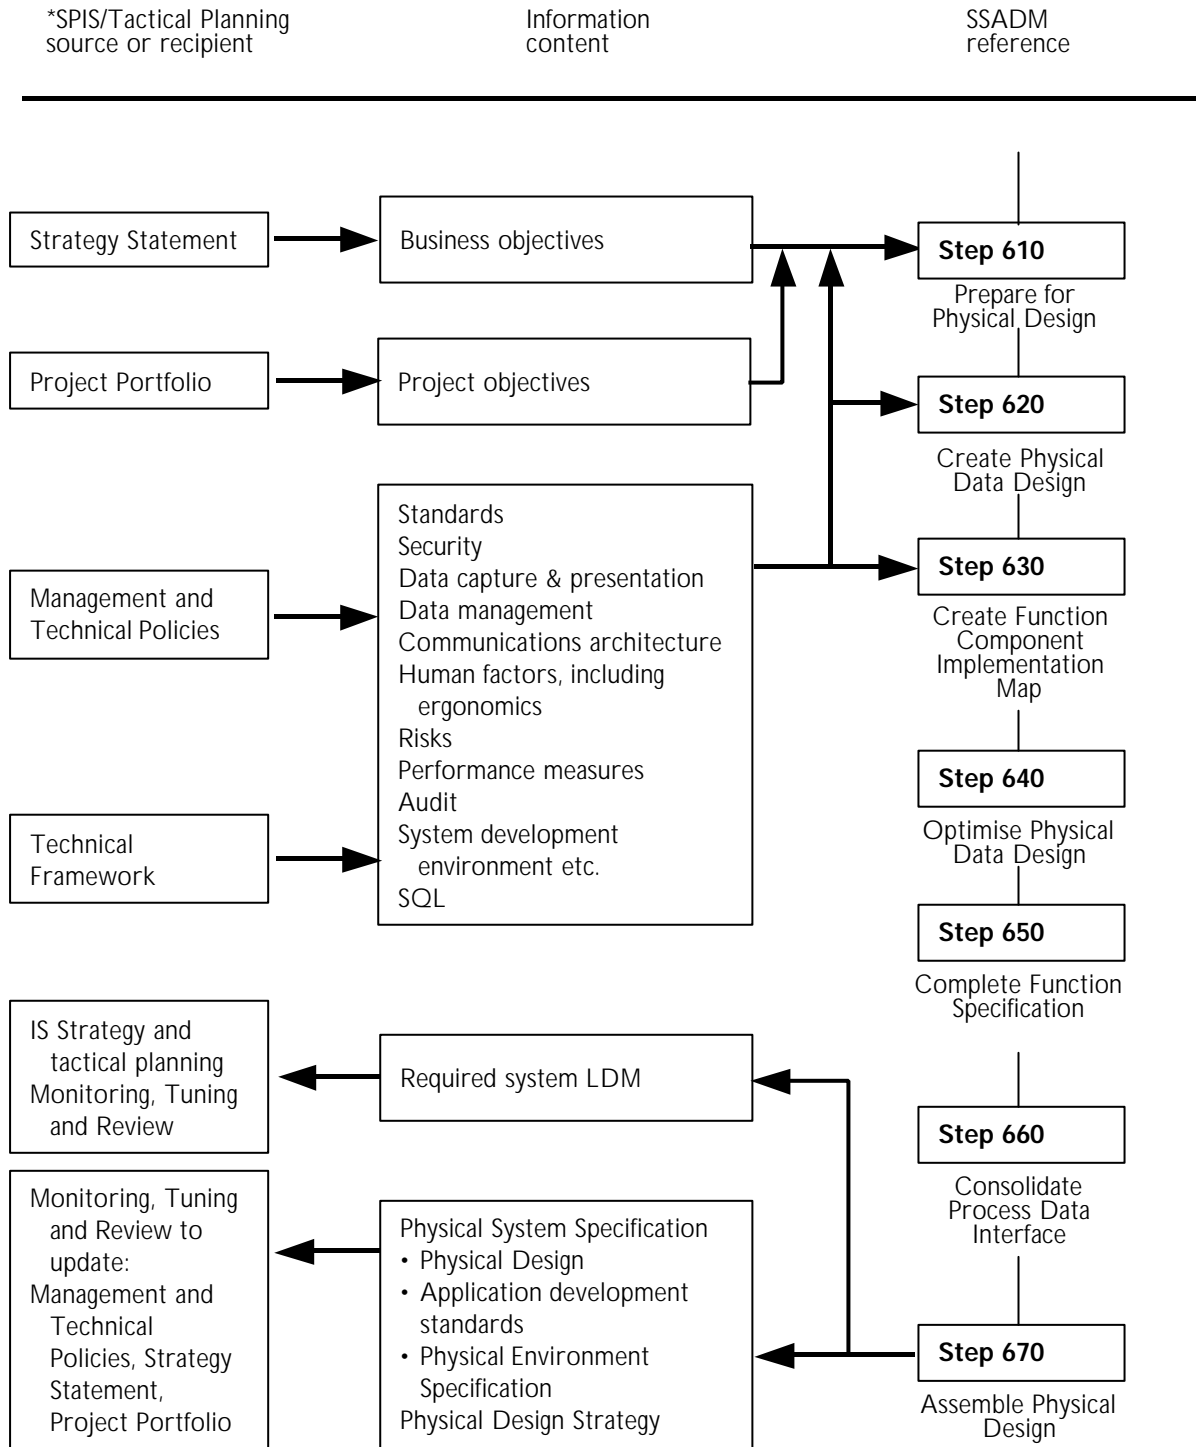 *SPIS/Tactical Planning
source or recipient
Information
content
SSADM
reference
Strategy Statement
Business objectives
Step 610
Prepare for
Physical Design
Project Portfolio
Project objectives
Step 620
Create Physical
Data Design
Management and
Technical Policies
Standards
Security
Data capture & presentation
Data management
Communications architecture
Human factors, including
ergonomics
Risks
Performance measures
Audit
System development
environment etc.
SQL
Step 630
Create Function
Component
Implementation
Map
Technical
Framework
Step 640
Optimise Physical
Data Design
Step 650
Complete Function
Specification
IS Strategy and
tactical planning
Monitoring, Tuning
and Review
Required system LDM
Step 660
Consolidate
Process Data
Interface
Monitoring, Tuning
and Review to
update:
Management and
Technical
Policies, Strategy
Statement,
Project Portfolio
Physical System Specification
• Physical Design
• Application development
standards
• Physical Environment
Specification
Physical Design Strategy
Step 670
Assemble Physical
Design